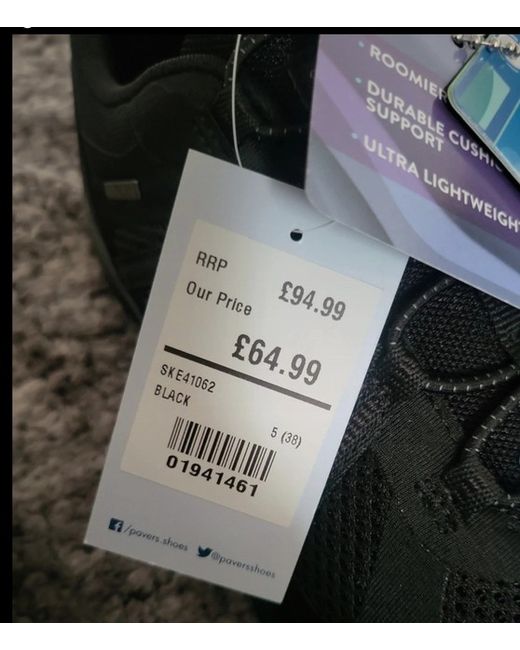 ROOMIER
DURABLE CUSHI
SUPPORT
ULTRA LIGHTWEIGH
RRP £94.99
Our Price
£64.99
SKE41062
BLACK
5 (38)
01941461
/pavers.shoes @paversshoes